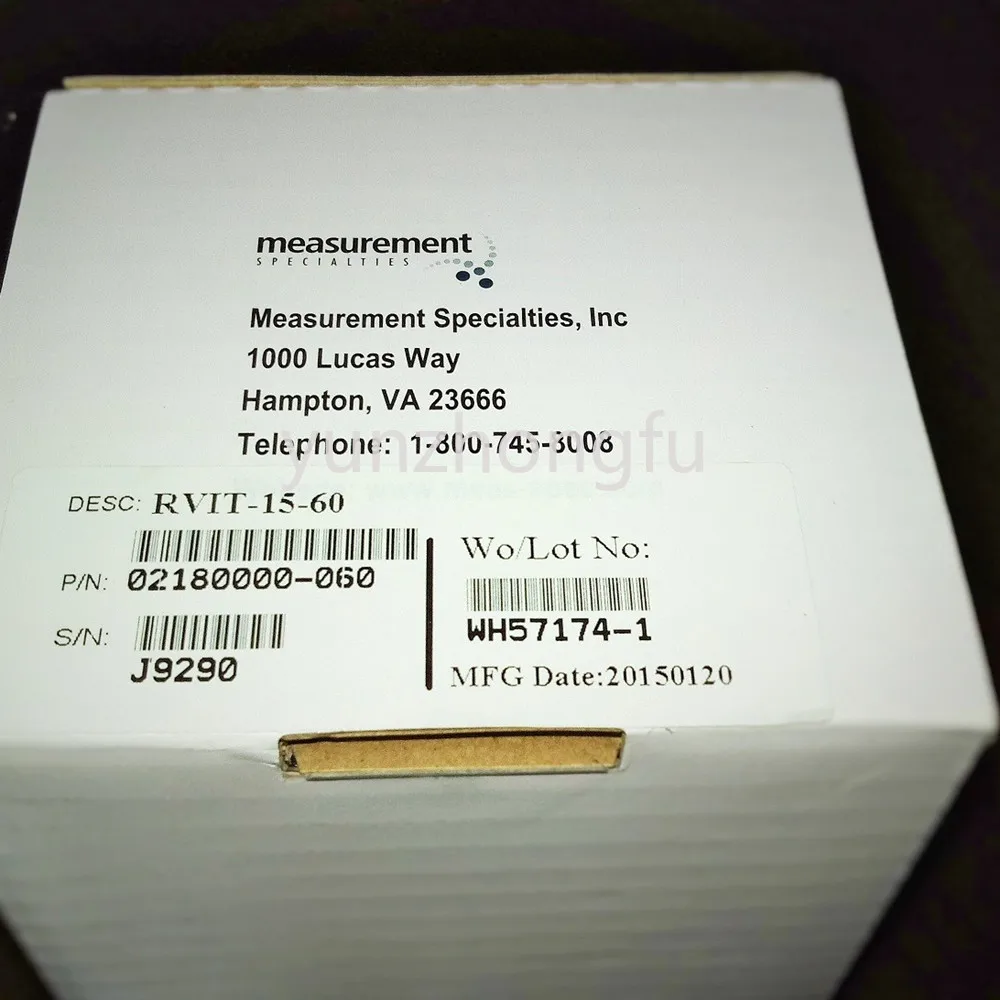 measurement
SPECIALTIES
Measurement Specialties, Inc
1000 Lucas Way
Hampton, VA 23666
Telephone: 1-800-745-8008
yunzhongfu
DESC: RVIT-15-60
P/N: 02180000-060
S/N:
J9290
Wo/Lot No:
WH57174-1
MFG Date:20150120